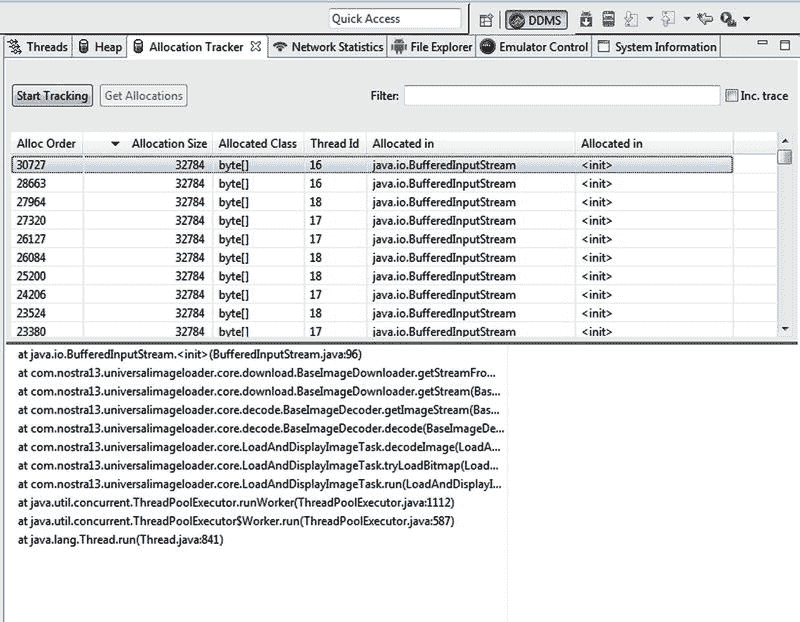 Quick Access DDMS
Threads Heap Allocation Tracker Network Statistics File Explorer Emulator Control System Information
Start Tracking Get Allocations Filter: Inc. trace
Alloc Order Allocation Size Allocated Class Thread Id Allocated in Allocated in
30727 32784 byte[] 16 java.io.BufferedInputStream <init>
28663 32784 byte[] 16 java.io.BufferedInputStream <init>
27964 32784 byte[] 18 java.io.BufferedInputStream <init>
27320 32784 byte[] 17 java.io.BufferedInputStream <init>
26127 32784 byte[] 17 java.io.BufferedInputStream <init>
26084 32784 byte[] 18 java.io.BufferedInputStream <init>
25200 32784 byte[] 18 java.io.BufferedInputStream <init>
24206 32784 byte[] 17 java.io.BufferedInputStream <init>
23524 32784 byte[] 18 java.io.BufferedInputStream <init>
23380 32784 byte[] 17 java.io.BufferedInputStream <init>
at java.io.BufferedInputStream.<init>(BufferedInputStream.java:96)
at com.nostra13.universalimageloader.core.download.BaseImageDownloader.getStreamFro...
at com.nostra13.universalimageloader.core.download.BaseImageDownloader.getStream(Bas...
at com.nostra13.universalimageloader.core.decode.BaseImageDecoder.getImageStream(Bas...
at com.nostra13.universalimageloader.core.decode.BaseImageDecoder.decode(BaseImageDe...
at com.nostra13.universalimageloader.core.LoadAndDisplayImageTask.decodeImage(LoadA...
at com.nostra13.universalimageloader.core.LoadAndDisplayImageTask.tryLoadBitmap(Load...
at com.nostra13.universalimageloader.core.LoadAndDisplayImageTask.run(LoadAndDisplayI...
at java.util.concurrent.ThreadPoolExecutor.runWorker(ThreadPoolExecutor.java:1112)
at java.util.concurrent.ThreadPoolExecutor$Worker.run(ThreadPoolExecutor.java:587)
at java.lang.Thread.run(Thread.java:841)